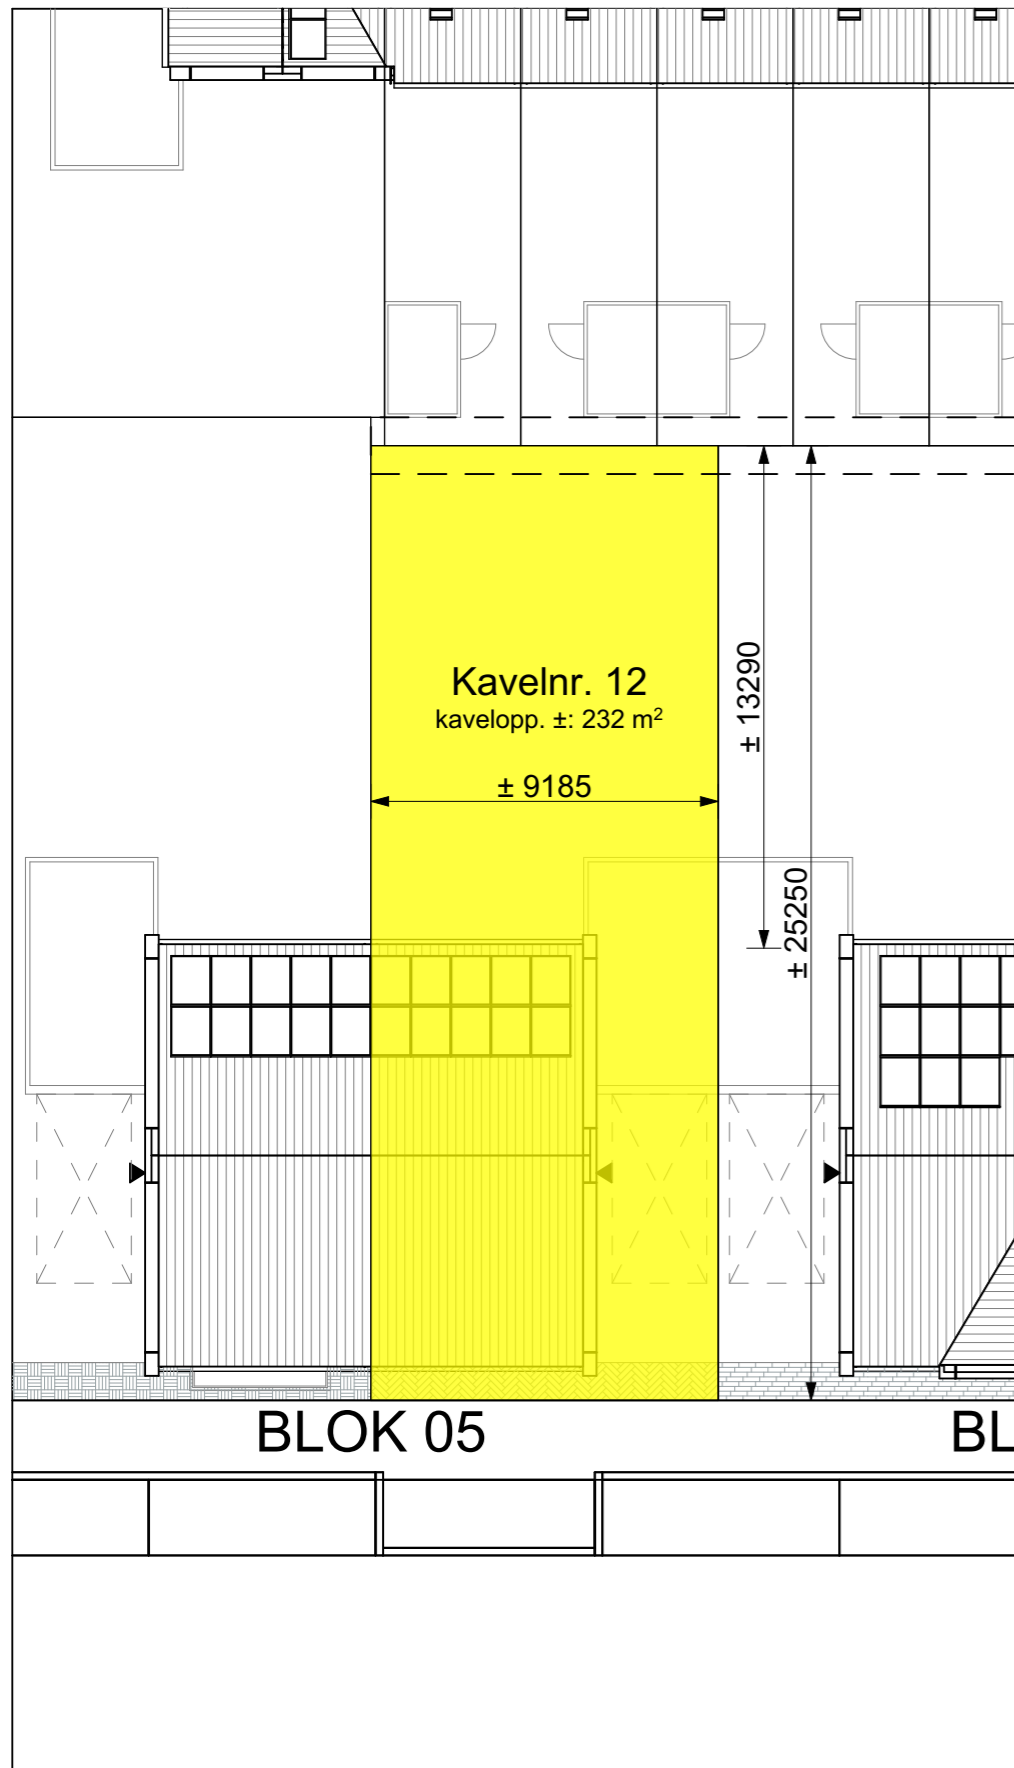 Kavelnr. 12
kavelopp. ±: 232 m²
± 9185
± 13290
± 25250
BLOK 05
BL